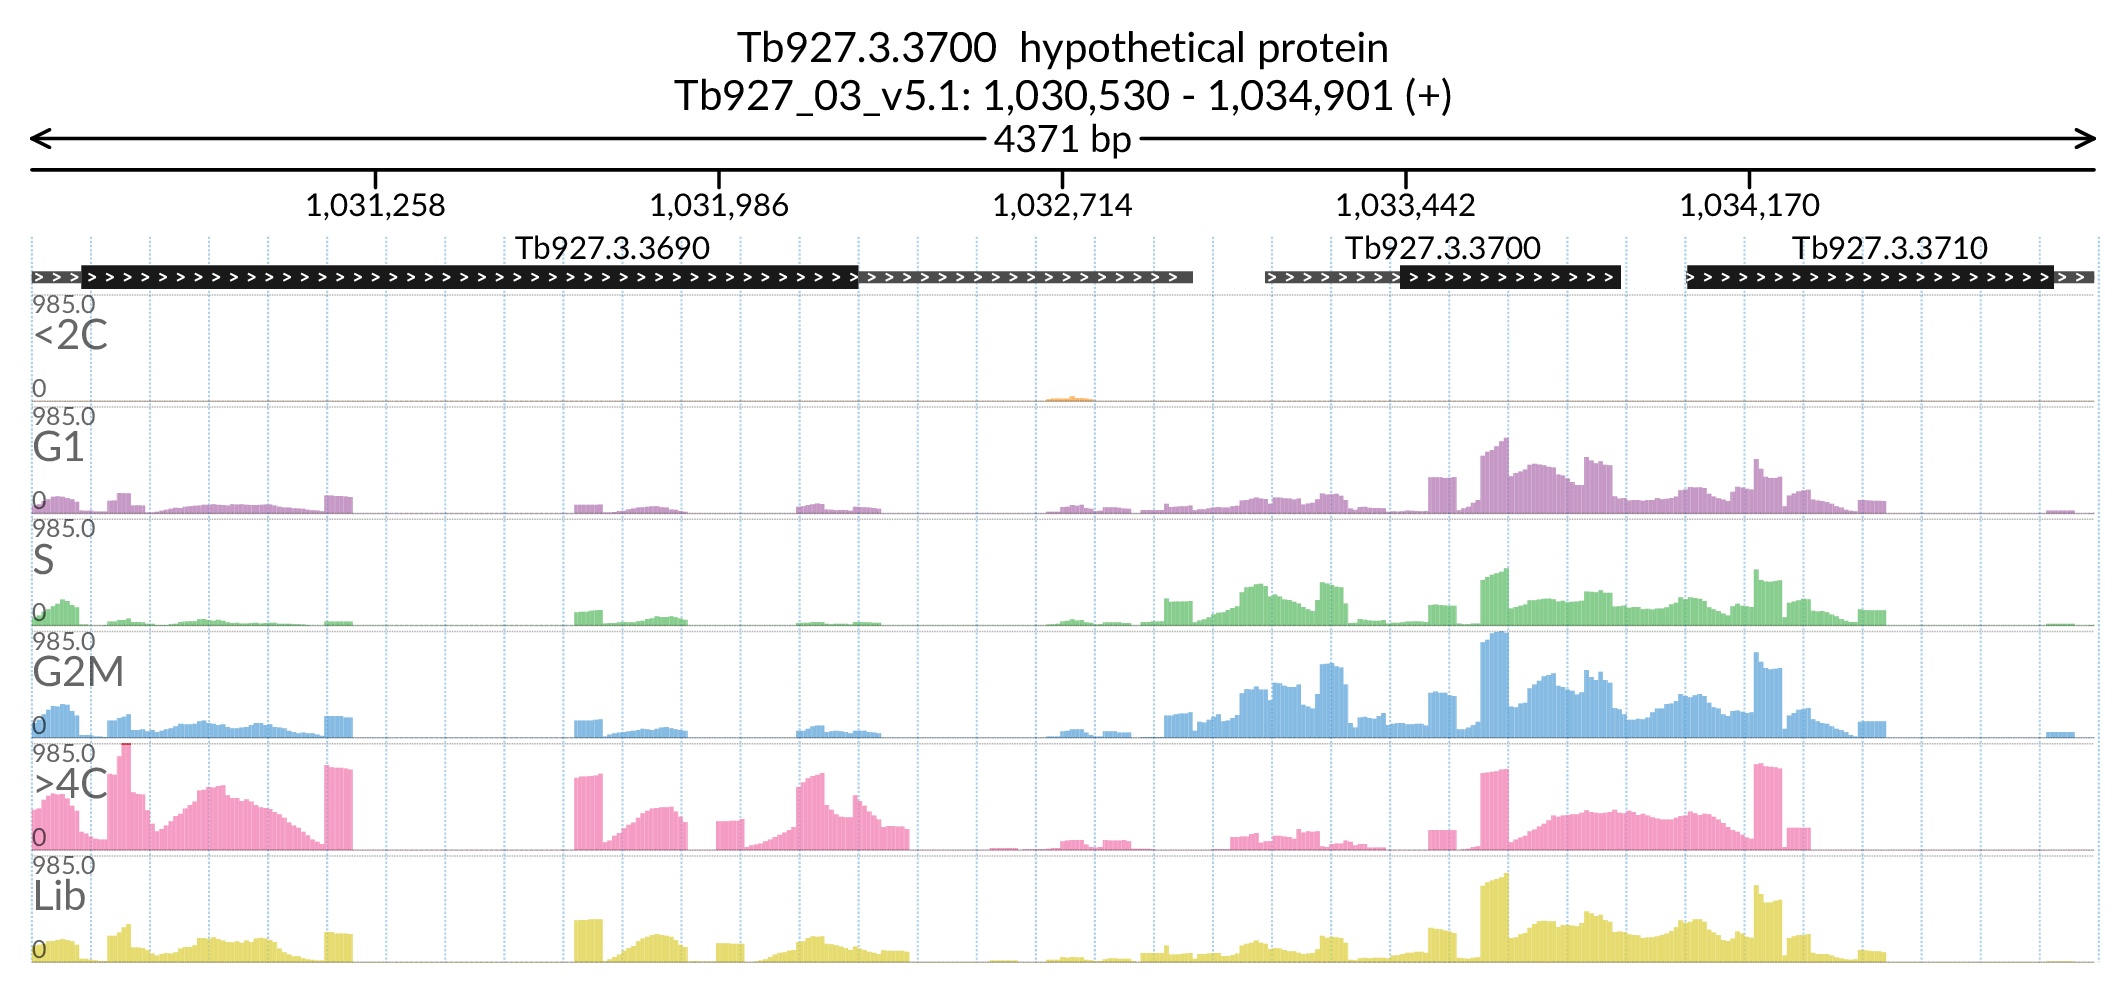 Tb927.3.3700  hypothetical protein
Tb927_03_v5.1: 1,030,530 - 1,034,901 (+)
4371 bp
1,031,258 1,031,986 1,032,714 1,033,442 1,034,170
Tb927.3.3690 Tb927.3.3700 Tb927.3.3710
985.0
<2C
0
985.0
G1
0
985.0
S
0
985.0
G2M
0
985.0
>4C
0
985.0
Lib
0